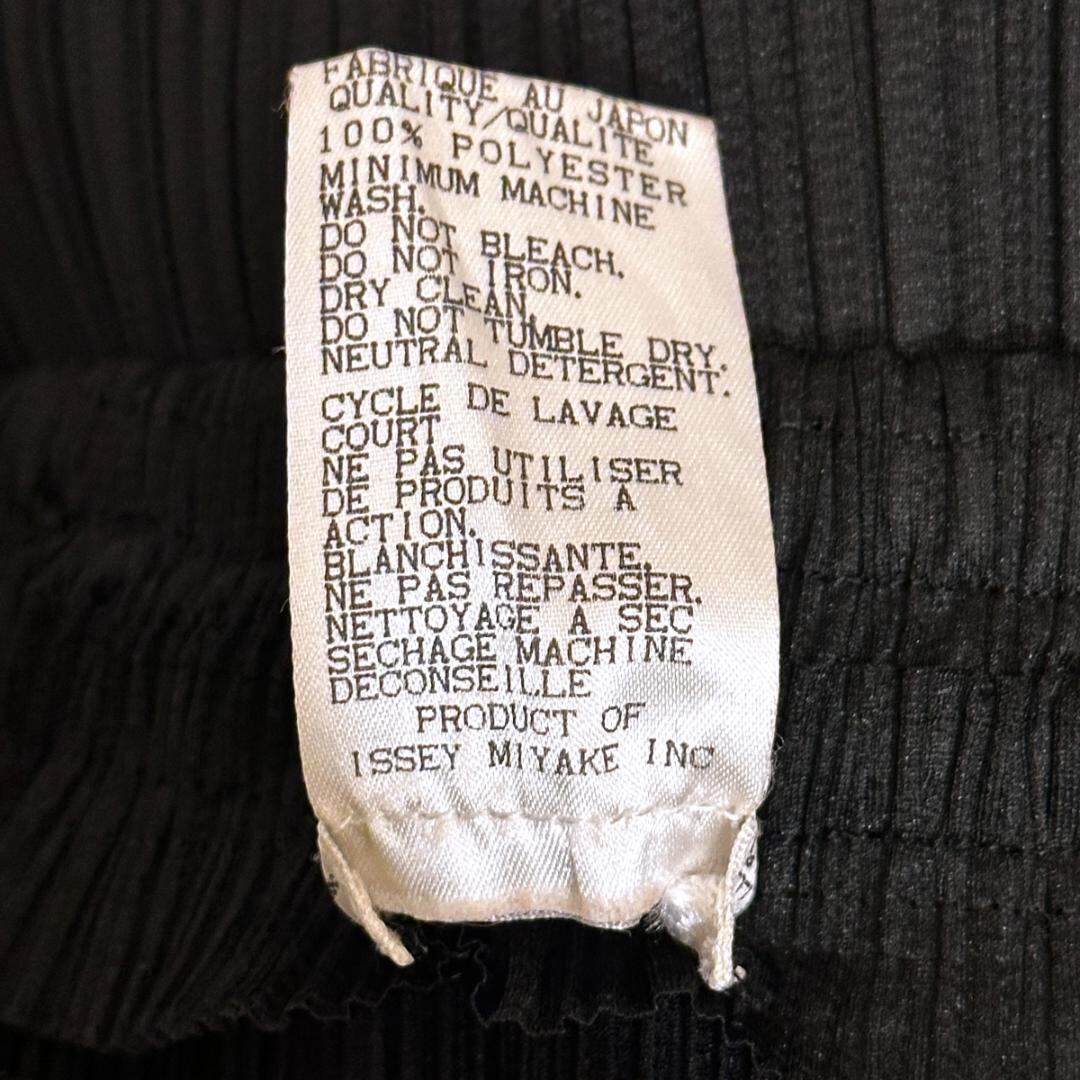 FABRIQUE AU JAPON
QUALITY/QUALITE
100% POLYESTER
MINIMUM MACHINE
WASH.
DO NOT BLEACH.
DO NOT IRON.
DRY CLEAN.
DO NOT TUMBLE DRY.
NEUTRAL DETERGENT.
CYCLE DE LAVAGE
COURT
NE PAS UTILISER
DE PRODUITS A
ACTION.
BLANCHISSANTE.
NE PAS REPASSER.
NETTOYAGE A SEC
SECHAGE MACHINE
DECONSEILLE
PRODUCT OF
ISSEY MIYAKE INC